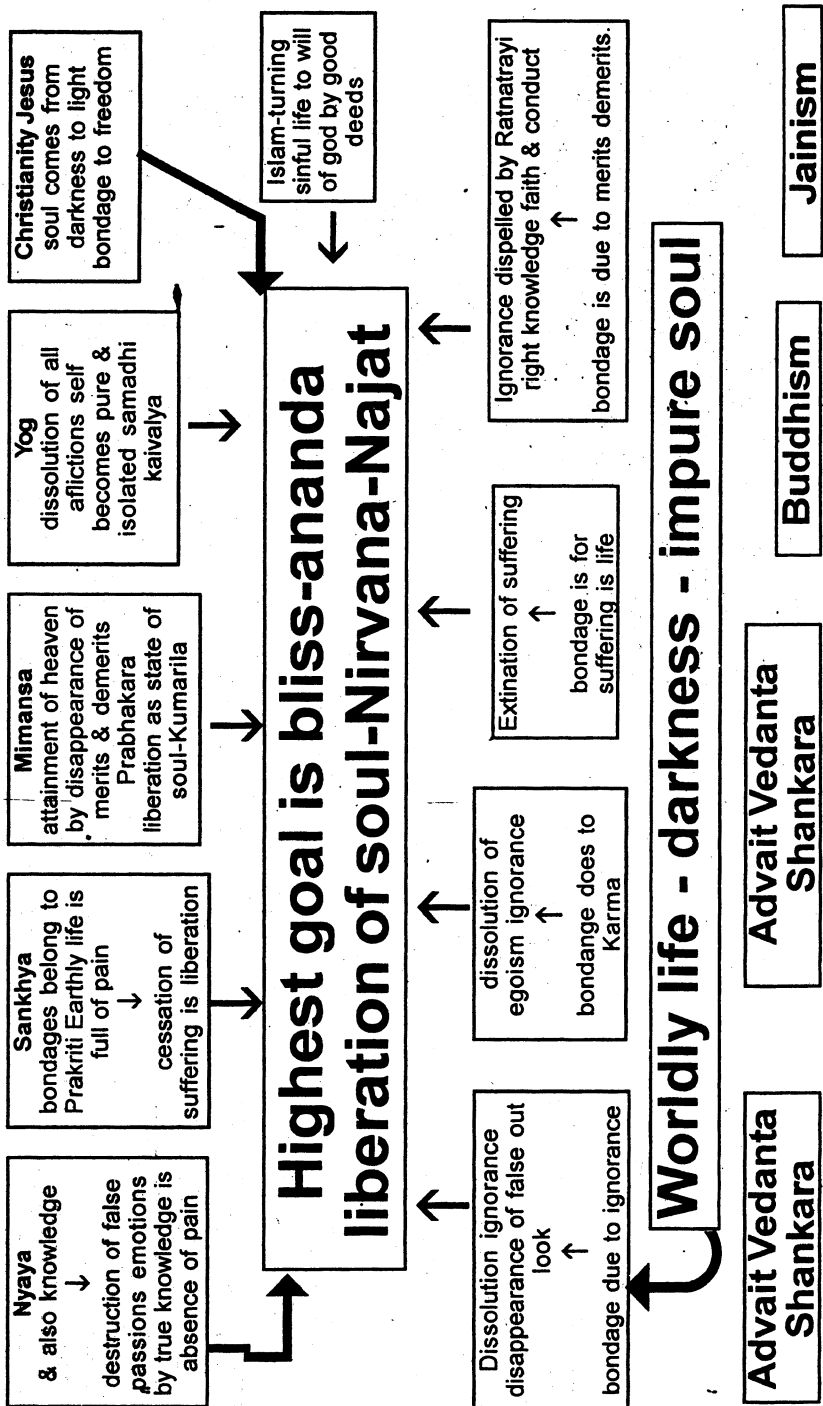 Nyaya
& also knowledge
↓
destruction of false
passions emotions
by true knowledge is
absence of pain
Sankhya
bondages belong to
Prakriti Earthly life is
full of pain
↓
cessation of
suffering is liberation
Mimansa
attainment of heaven
by disappearance of
merits & demerits
Prabhakara
liberation as state of
soul-Kumarila
Yog
dissolution of all
aflictions self
becomes pure &
isolated samadhi
kaivalya
Christianity Jesus
soul comes from
darkness to light
bondage to freedom
Islam-turning
sinful life to will
of god by good
deeds
Highest goal is bliss-ananda
liberation of soul-Nirvana-Najat
Dissolution ignorance
disappearance of false out
look
↑
bondage due to ignorance
dissolution of
egoism ignorance
↑
bondange does to
Karma
Extination of suffering
↑
bondage is for
suffering is life
Ignorance dispelled by Ratnatrayi
right knowledge faith & conduct
↑
bondage is due to merits demerits.
Worldly life - darkness - impure soul
Advait Vedanta
Shankara
Advait Vedanta
Shankara
Buddhism
Jainism